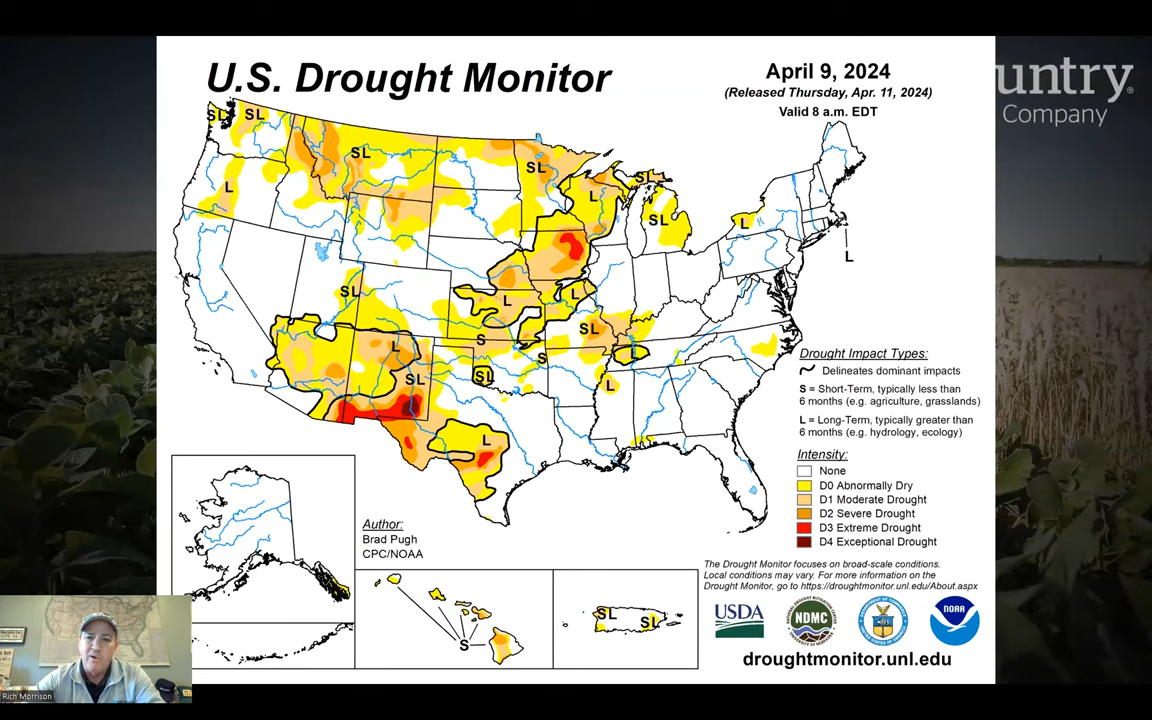 U.S. Drought Monitor
April 9, 2024
(Released Thursday, Apr. 11, 2024)
Valid 8 a.m. EDT
untry
Company
SL
SL
SL
L
SL
L
SL
SL
L
L
SL
L
L
SL
S
S
L
SL
SL
L
L
Drought Impact Types:
Delineates dominant impacts
S = Short-Term, typically less than
6 months (e.g. agriculture, grasslands)
L = Long-Term, typically greater than
6 months (e.g. hydrology, ecology)
Intensity:
None
D0 Abnormally Dry
D1 Moderate Drought
D2 Severe Drought
D3 Extreme Drought
D4 Exceptional Drought
Author:
Brad Pugh
CPC/NOAA
S
SL
SL
The Drought Monitor focuses on broad-scale conditions.
Local conditions may vary. For more information on the
Drought Monitor, go to https://droughtmonitor.unl.edu/About.aspx
USDA
NDMC
NOAA
droughtmonitor.unl.edu
Rich Morrison